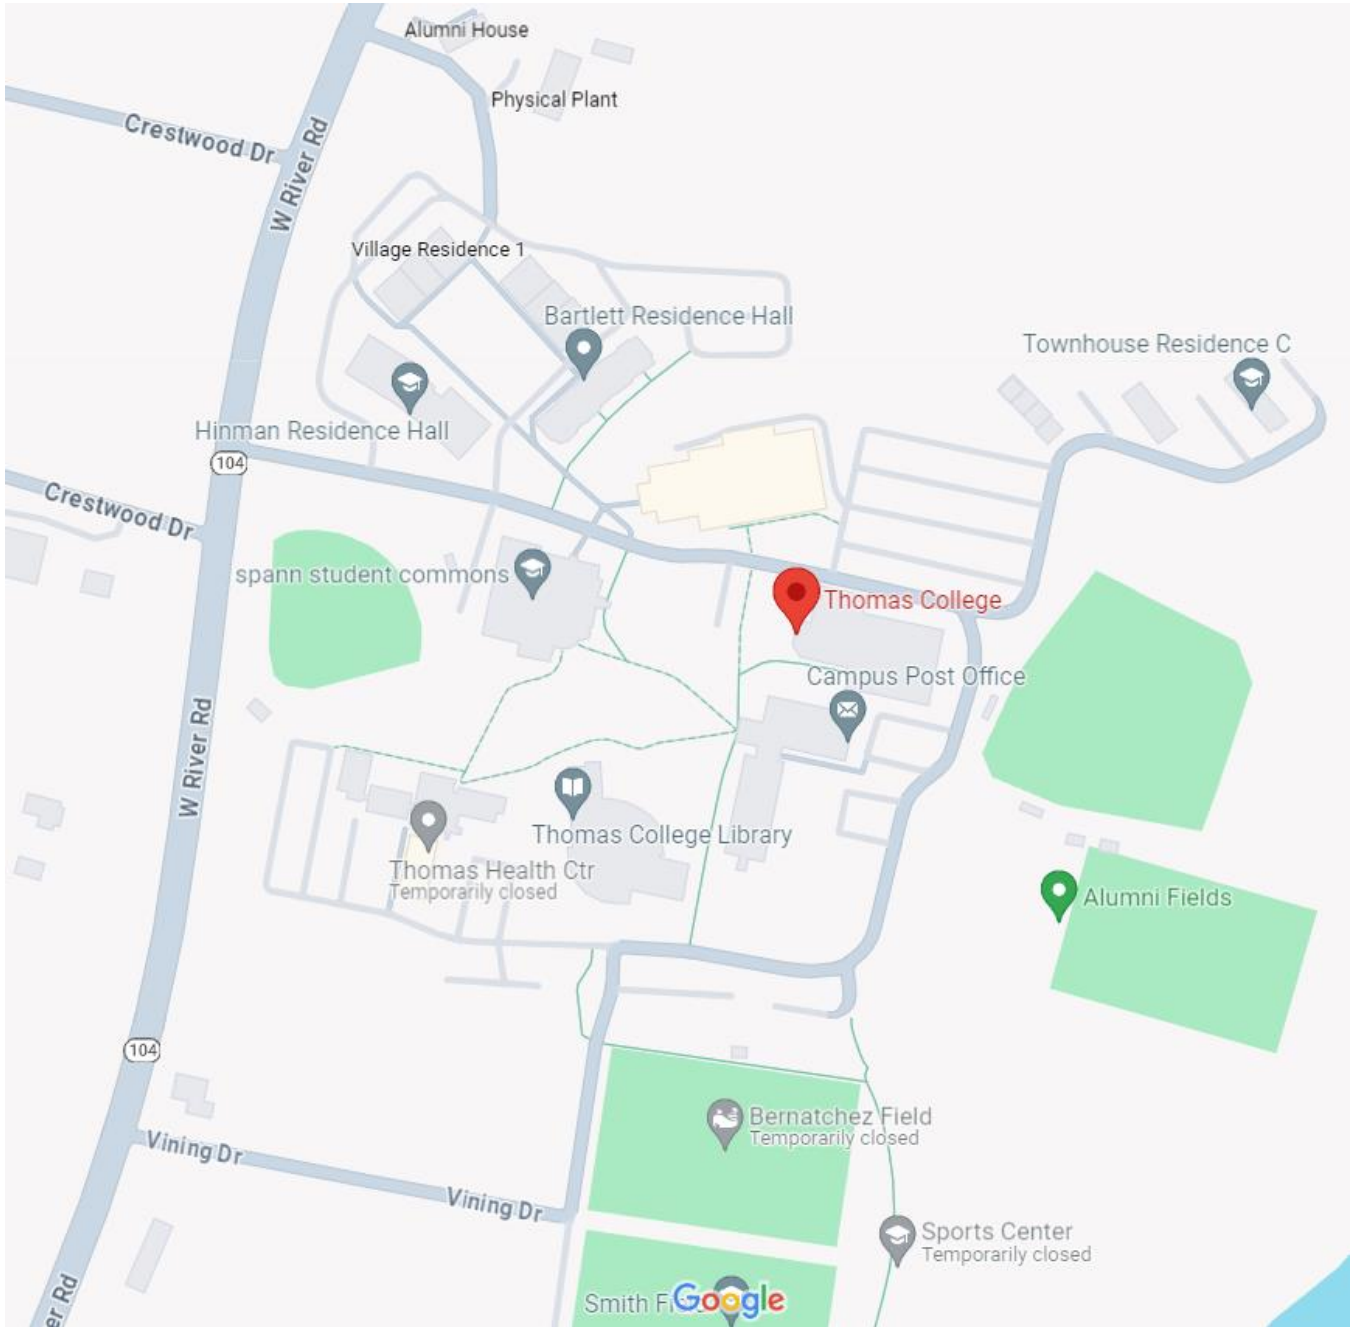 Alumni House
Physical Plant
Crestwood Dr
W River Rd
Village Residence 1
Bartlett Residence Hall
Townhouse Residence C
Hinman Residence Hall
104
Crestwood Dr
spann student commons
Thomas College
Campus Post Office
W River Rd
Thomas College Library
Thomas Health Ctr
Temporarily closed
Alumni Fields
104
Bernatchez Field
Temporarily closed
Vining Dr
Vining Dr
Sports Center
Temporarily closed
er Rd
Smith Fi
Google